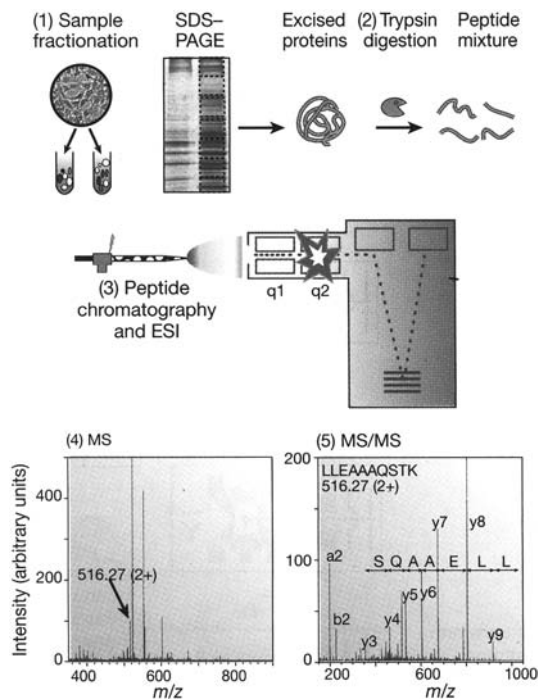 (1) Sample
fractionation
SDS–
PAGE
Excised
proteins
(2) Trypsin
digestion
Peptide
mixture
q1
q2
(3) Peptide
chromatography
and ESI
(4) MS
Intensity (arbitrary units)
400
200
0
516.27 (2+)
400
600
800
m/z
(5) MS/MS
200
100
0
LLEAAAQSTK
516.27 (2+)
y7
y8
a2
S Q A A E L L
y5
y6
b2
y3
y4
y9
200
600
1000
m/z